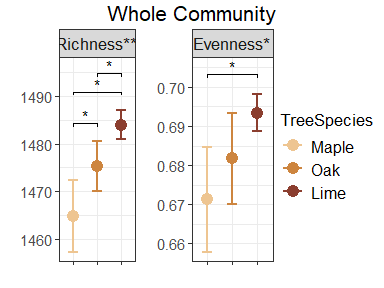 Whole Community
Richness**
Evenness*
*
*
*
*
1490
1480
1470
1460
0.70
0.69
0.68
0.67
0.66
TreeSpecies
Maple
Oak
Lime